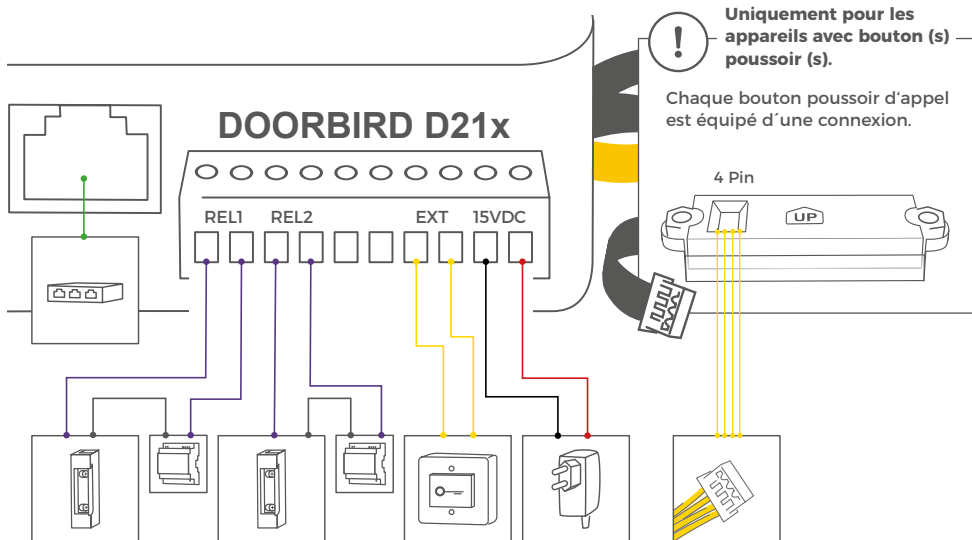 Uniquement pour les
appareils avec bouton (s)
poussoir (s).
Chaque bouton poussoir d'appel
est équipé d´une connexion.
DOORBIRD D21x
4 Pin
UP
REL1 REL2 EXT 15VDC